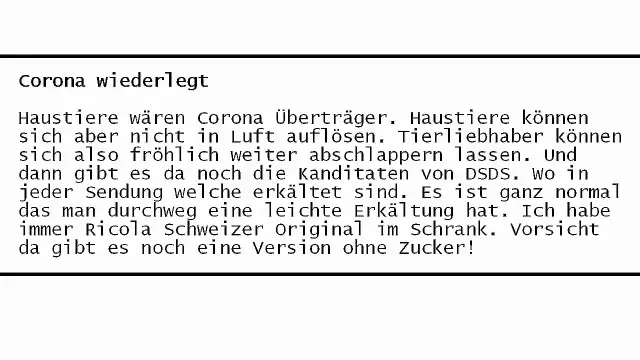 Corona wiederlegt
Haustiere wären Corona Überträger. Haustiere können
sich aber nicht in Luft auflösen. Tierliebhaber können
sich also fröhlich weiter abschlappern lassen. Und
dann gibt es da noch die Kanditaten von DSDS. Wo in
jeder Sendung welche erkältet sind. Es ist ganz normal
das man durchweg eine leichte Erkältung hat. Ich habe
immer Ricola Schweizer Original im Schrank. Vorsicht
da gibt es noch eine Version ohne Zucker!